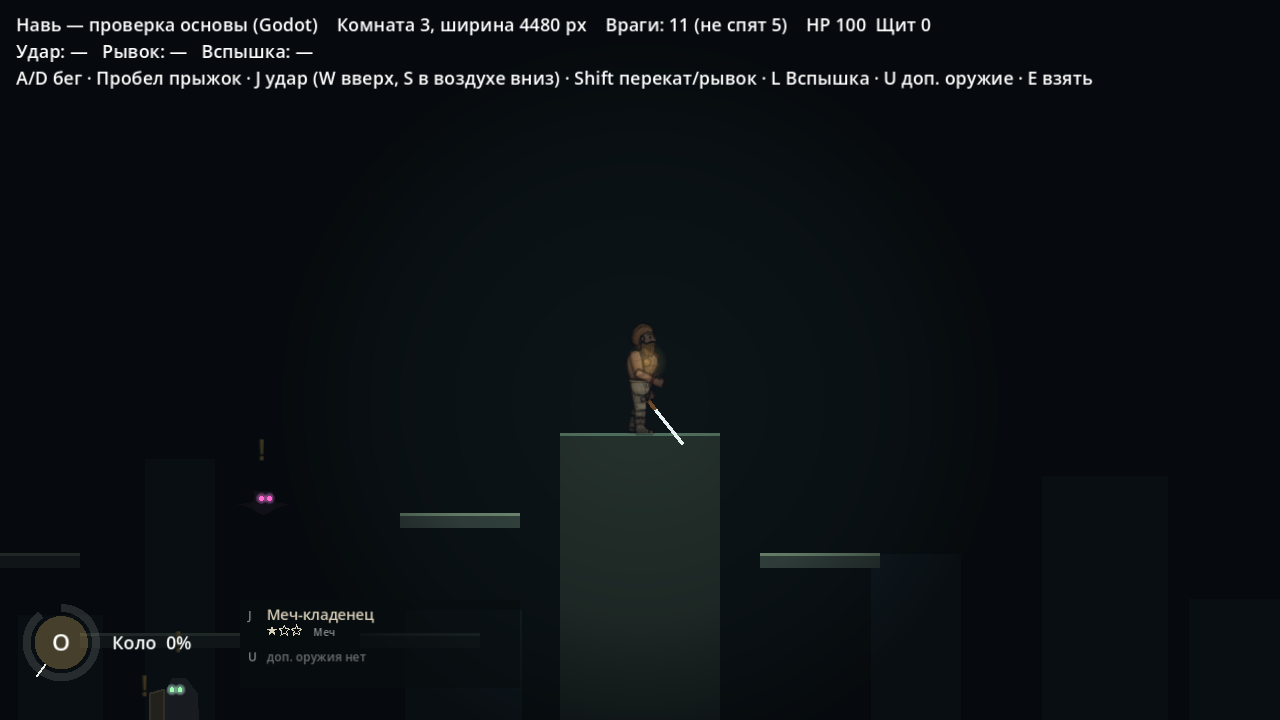 Навь — проверка основы (Godot)    Комната 3, ширина 4480 px    Враги: 11 (не спят 5)    HP 100  Щит 0
Удар: —   Рывок: —   Вспышка: —
A/D бег · Пробел прыжок · J удар (W вверх, S в воздухе вниз) · Shift перекат/рывок · L Вспышка · U доп. оружие · E взять
!
J Меч-кладенец
★☆☆ Меч
О Коло 0%
U доп. оружия нет
!